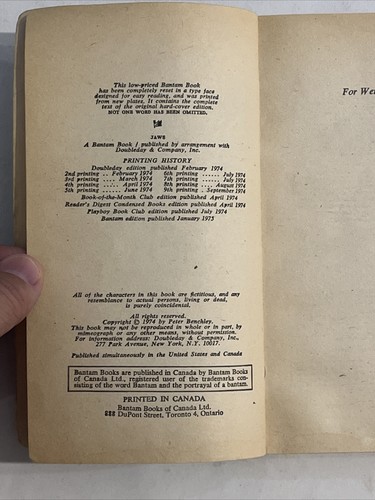 This low-priced Bantam Book
has been completely reset in a type face
designed for easy reading, and was printed
from new plates. It contains the complete
text of the original hard-cover edition.
NOT ONE WORD HAS BEEN OMITTED.
JAWS
A Bantam Book / published by arrangement with
Doubleday & Company, Inc.
PRINTING HISTORY
Doubleday edition published February 1974
2nd printing .. February 1974 6th printing ...... July 1974
3rd printing .... March 1974 7th printing ...... July 1974
4th printing ..... April 1974 8th printing .... August 1974
5th printing ...... June 1974 9th printing .. September 1974
Book-of-the-Month Club edition published April 1974
Reader's Digest Condensed Books edition published April 1974
Playboy Book Club edition published July 1974
Bantam edition published January 1975
All of the characters in this book are fictitious, and any
resemblance to actual persons, living or dead,
is purely coincidental.
All rights reserved.
Copyright © 1974 by Peter Benchley.
This book may not be reproduced in whole or in part, by
mimeograph or any other means, without permission.
For information address: Doubleday & Company, Inc.,
277 Park Avenue, New York, N.Y. 10017.
Published simultaneously in the United States and Canada
Bantam Books are published in Canada by Bantam Books
of Canada Ltd., registered user of the trademarks con-
sisting of the word Bantam and the portrayal of a bantam.
PRINTED IN CANADA
Bantam Books of Canada Ltd.
888 DuPont Street, Toronto 4, Ontario
For We